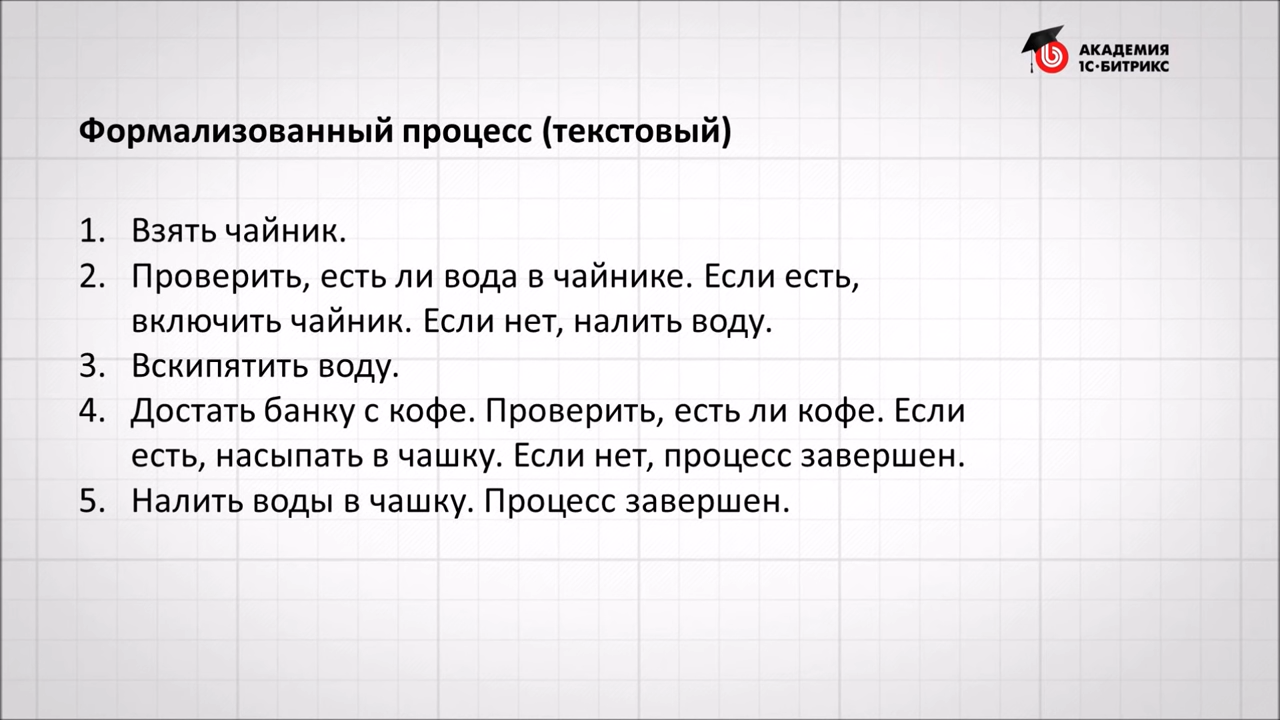 АКАДЕМИЯ
1С-БИТРИКС
Формализованный процесс (текстовый)
1. Взять чайник.
2. Проверить, есть ли вода в чайнике. Если есть,
включить чайник. Если нет, налить воду.
3. Вскипятить воду.
4. Достать банку с кофе. Проверить, есть ли кофе. Если
есть, насыпать в чашку. Если нет, процесс завершен.
5. Налить воды в чашку. Процесс завершен.